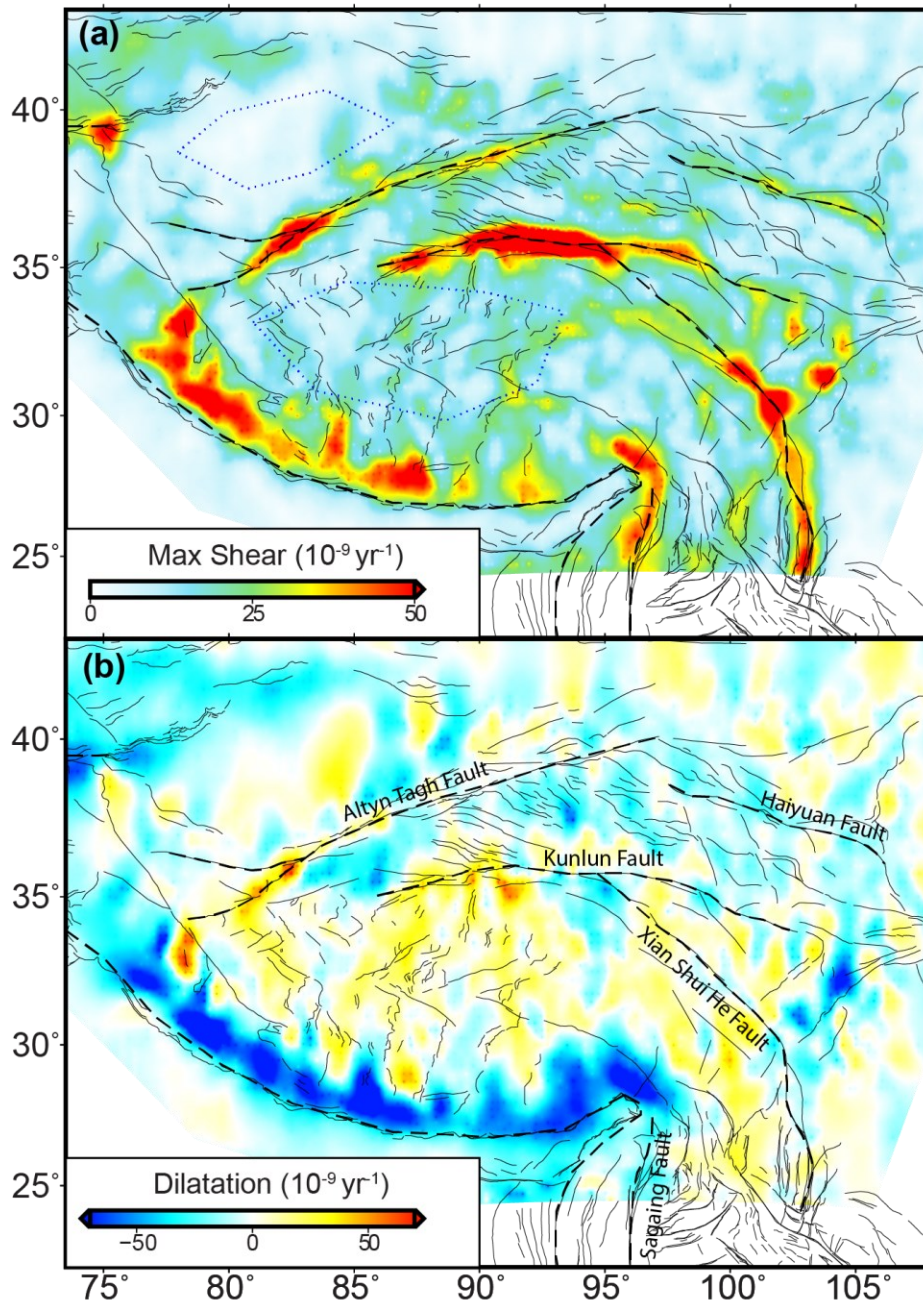 (a)
40°
35°
30°
25°
Max Shear (10⁻⁹ yr⁻¹)
0 25 50
(b)
40°
35°
30°
25°
Altyn Tagh Fault
Haiyuan Fault
Kunlun Fault
Xian Shui He Fault
Sagaing Fault
Dilatation (10⁻⁹ yr⁻¹)
−50 0 50
75° 80° 85° 90° 95° 100° 105°